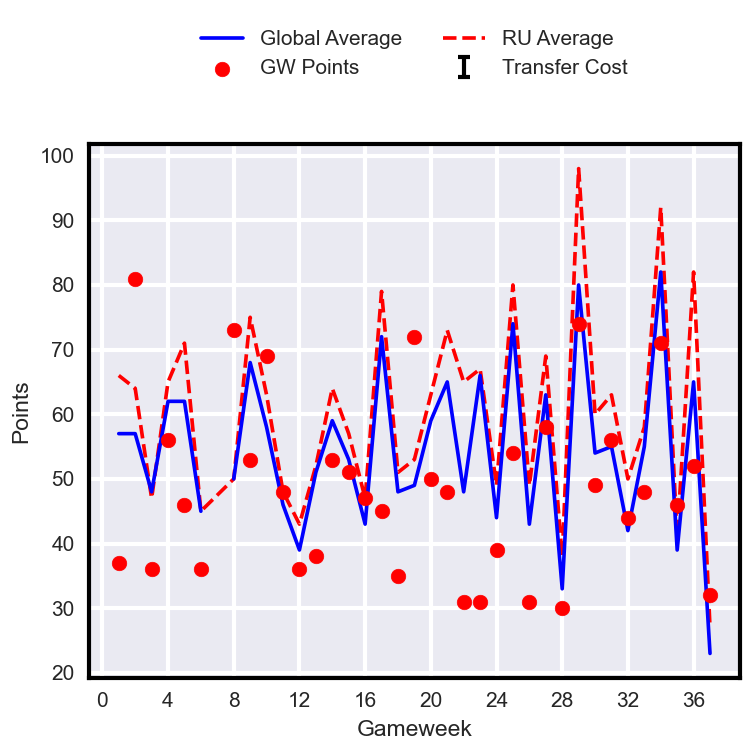 Global Average
RU Average
GW Points
Transfer Cost
100
90
80
70
60
50
40
30
20
Points
0 4 8 12 16 20 24 28 32 36
Gameweek